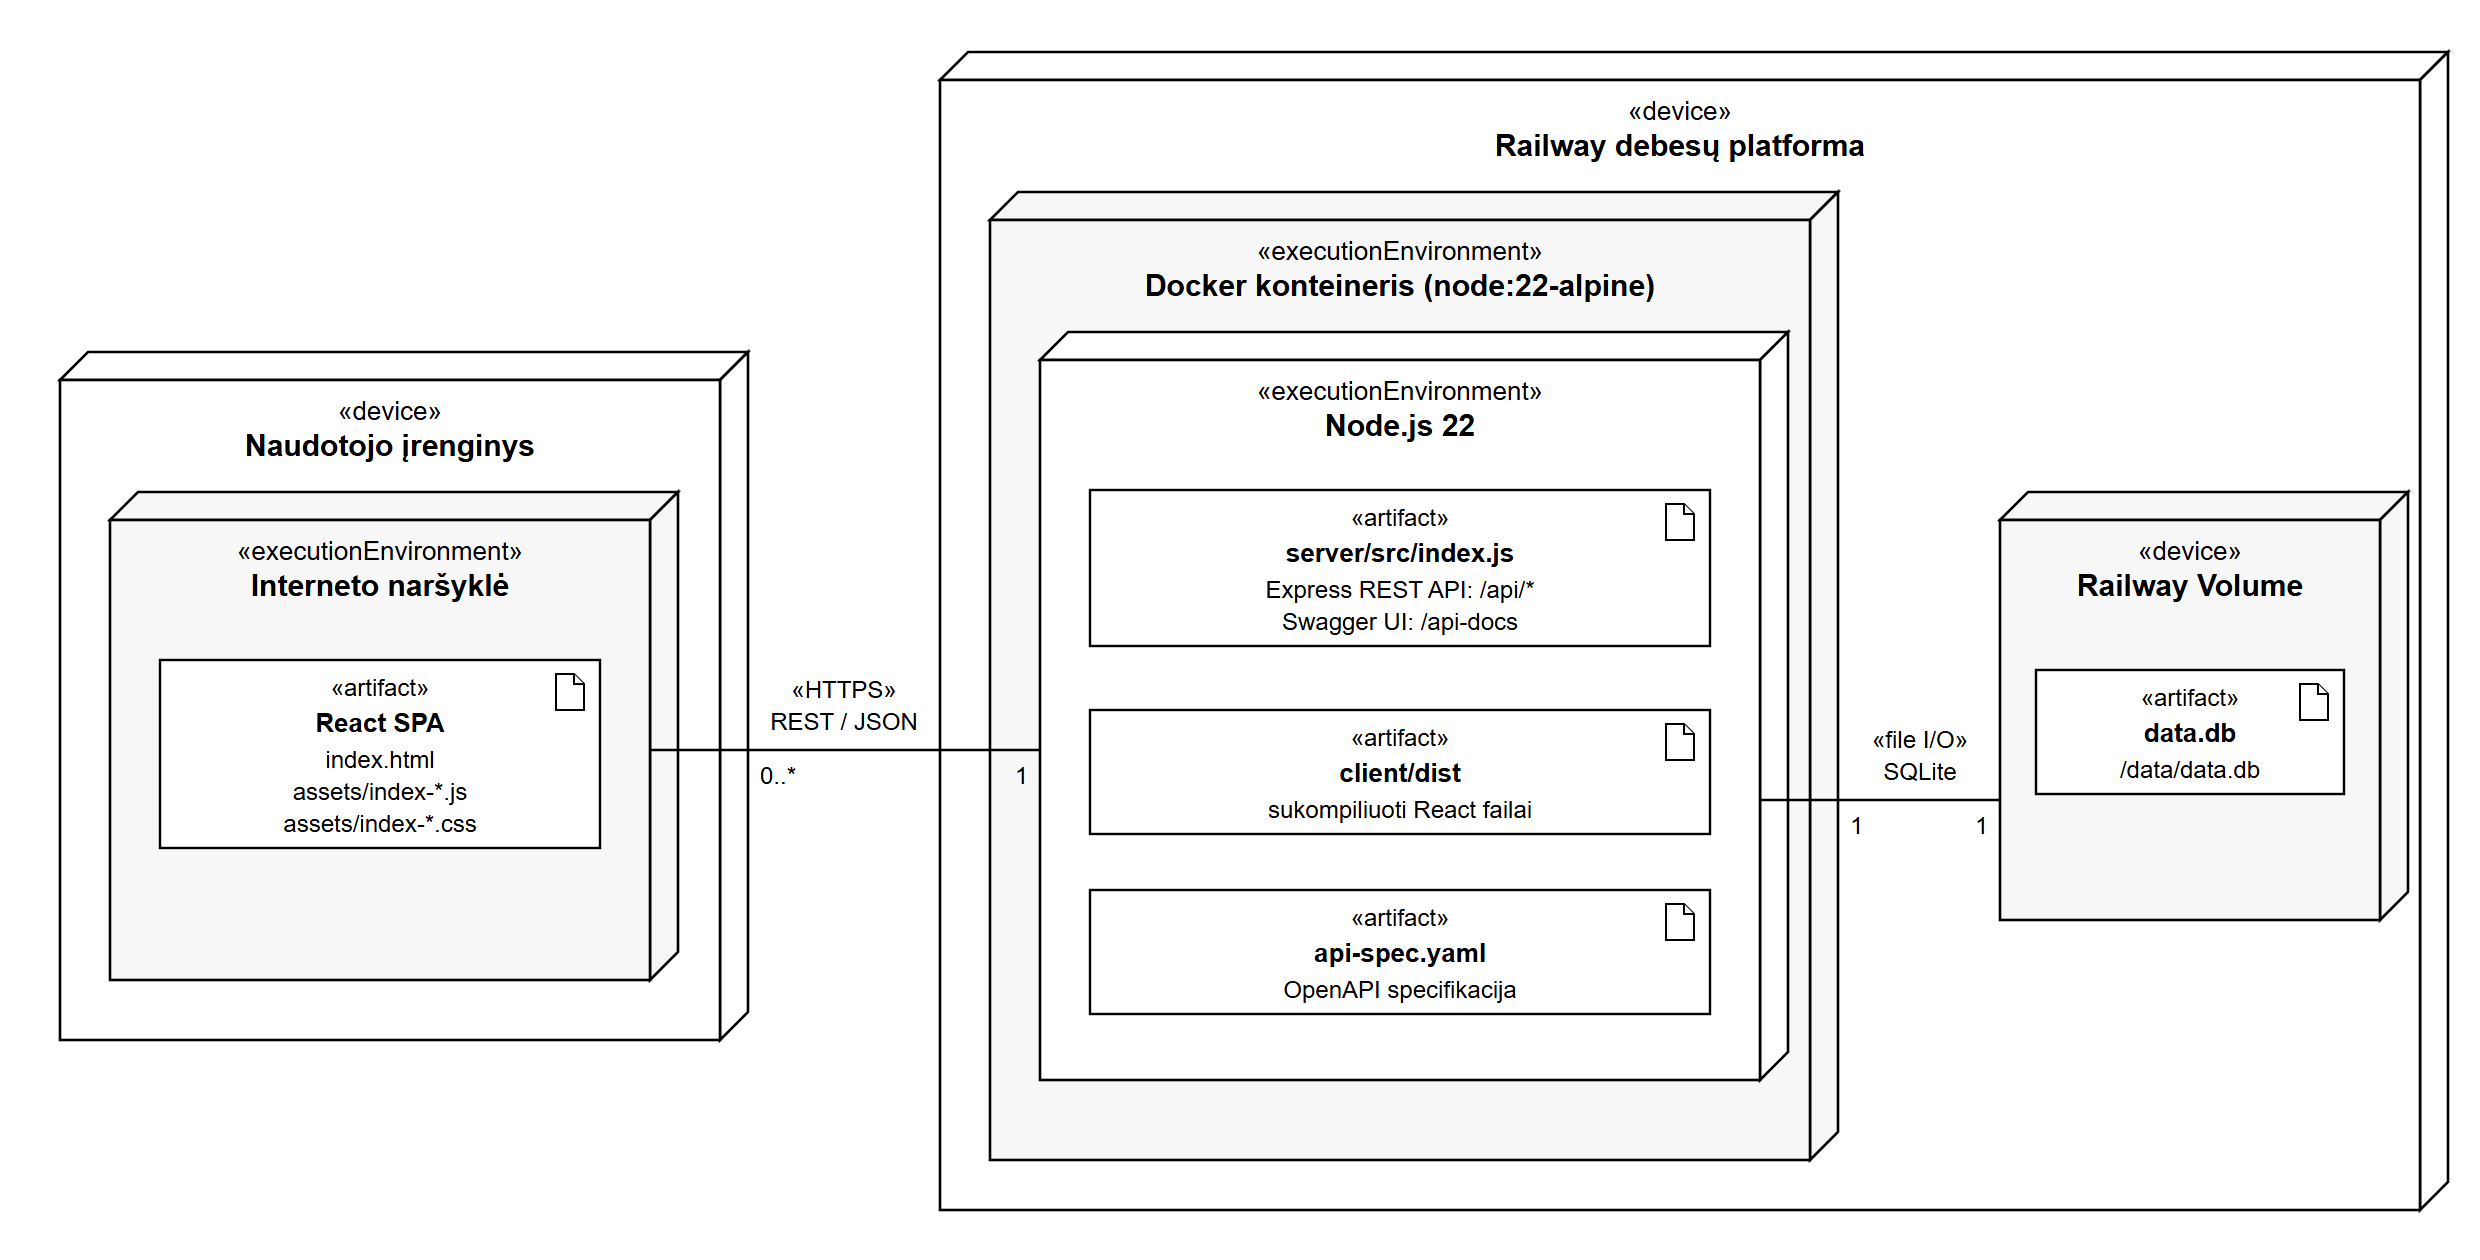 «device»
Naudotojo įrenginys
«executionEnvironment»
Interneto naršyklė
«artifact»
React SPA
index.html
assets/index-*.js
assets/index-*.css
«HTTPS»
REST / JSON
0..*
1
«device»
Railway debesų platforma
«executionEnvironment»
Docker konteineris (node:22-alpine)
«executionEnvironment»
Node.js 22
«artifact»
server/src/index.js
Express REST API: /api/*
Swagger UI: /api-docs
«artifact»
client/dist
sukompiliuoti React failai
«artifact»
api-spec.yaml
OpenAPI specifikacija
«file I/O»
SQLite
1
1
«device»
Railway Volume
«artifact»
data.db
/data/data.db